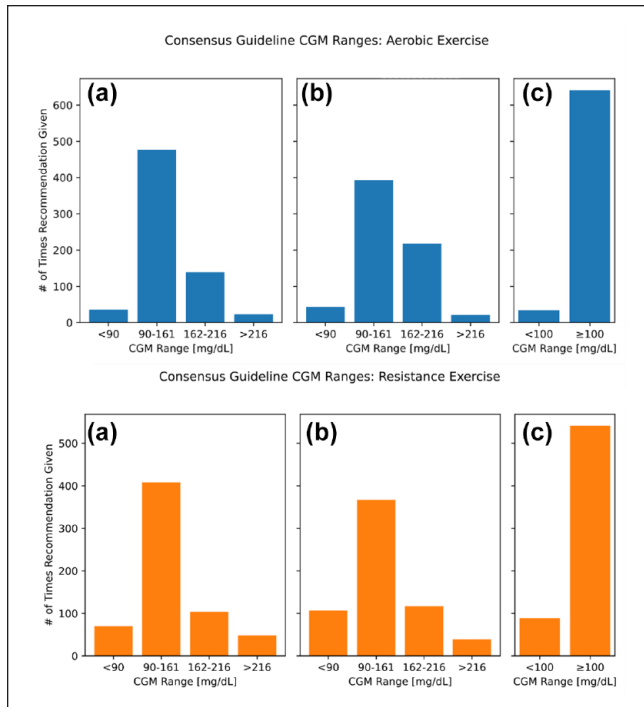 Consensus Guideline CGM Ranges: Aerobic Exercise
(a)
(b)
(c)
# of Times Recommendation Given
600
500
400
300
200
100
0
<90 90-161 162-216 >216
<90 90-161 162-216 >216
<100 ≥100
CGM Range [mg/dL]
CGM Range [mg/dL]
CGM Range [mg/dL]
Consensus Guideline CGM Ranges: Resistance Exercise
(a)
(b)
(c)
# of Times Recommendation Given
500
400
300
200
100
0
<90 90-161 162-216 >216
<90 90-161 162-216 >216
<100 ≥100
CGM Range [mg/dL]
CGM Range [mg/dL]
CGM Range [mg/dL]